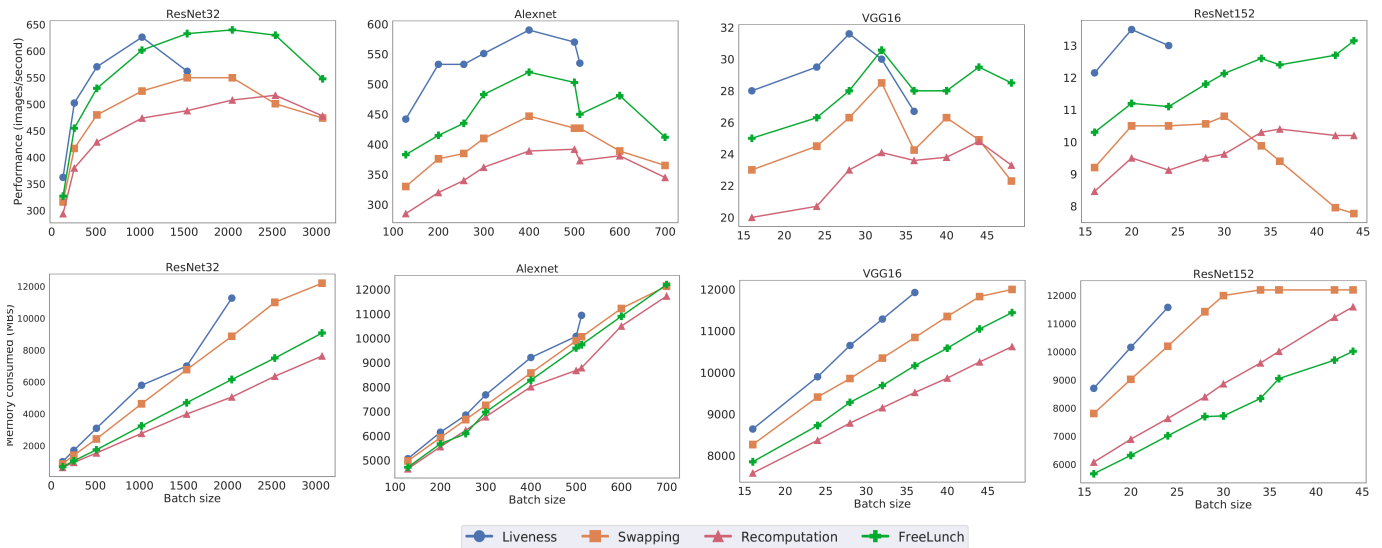 ResNet32
Alexnet
VGG16
ResNet152
Performance (images/second)
650
600
550
500
450
400
350
300
0 500 1000 1500 2000 2500 3000
600
550
500
450
400
350
300
100 200 300 400 500 600 700
32
30
28
26
24
22
20
15 20 25 30 35 40 45
13
12
11
10
9
8
15 20 25 30 35 40 45
ResNet32
Alexnet
VGG16
ResNet152
Memory consumed (MBs)
12000
10000
8000
6000
4000
2000
0 500 1000 1500 2000 2500 3000
Batch size
12000
11000
10000
9000
8000
7000
6000
5000
100 200 300 400 500 600 700
Batch size
12000
11000
10000
9000
8000
15 20 25 30 35 40 45
Batch size
12000
11000
10000
9000
8000
7000
6000
15 20 25 30 35 40 45
Batch size
Liveness Swapping Recomputation FreeLunch